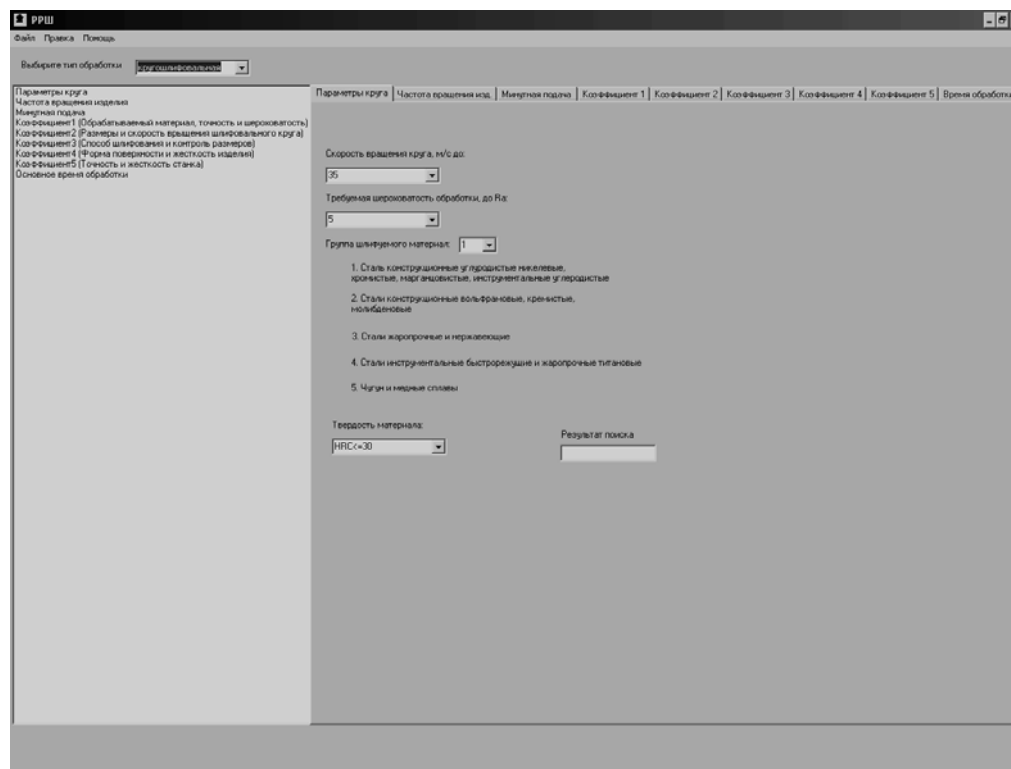 РРШ
Файл Правка Помощь
Выбирите тип обработки кругошлифовальная
Параметры круга
Частота вращения изделия
Минутная подача
Коэффициент1 (Обрабатываемый материал, точность и шероховатость)
Коэффициент2 (Размеры и скорость врышения шлифовального круга)
Коэффициент3 (Способ шлифования и контроль размеров)
Коэффициент4 (Форма поверхности и жесткость изделия)
Коэффициент5 (Точность и жесткость станка)
Основное время обработки
Параметры круга Частота вращения изд. Минутная подача Коэффициент 1 Коэффициент 2 Коэффициент 3 Коэффициент 4 Коэффициент 5 Время обработки
Скорость вращения круга, м/с до:
35
Требуемая шероховатость обработки, до Ra:
5
Группа шлифуемого материал: 1
1. Сталь конструкционные углуродистые никелевые,
хромистые, марганцовистые, инструментальные углеродистые
2. Стали конструкционные вольфрамовые, кремистые,
молибденовые
3. Стали жаропрочные и нержавеющие
4. Стали инструментальные быстрорежущие и жаропрочные титановые
5. Чугун и медные сплавы
Твердость материала:
HRC<=30
Результат поиска